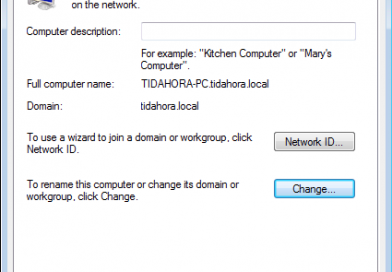 on the network.
Computer description:
For example: "Kitchen Computer" or "Mary's
Computer".
Full computer name: TIDAHORA-PC.tidahora.local
Domain: tidahora.local
To use a wizard to join a domain or workgroup, click
Network ID.
Network ID...
To rename this computer or change its domain or
workgroup, click Change.
Change...